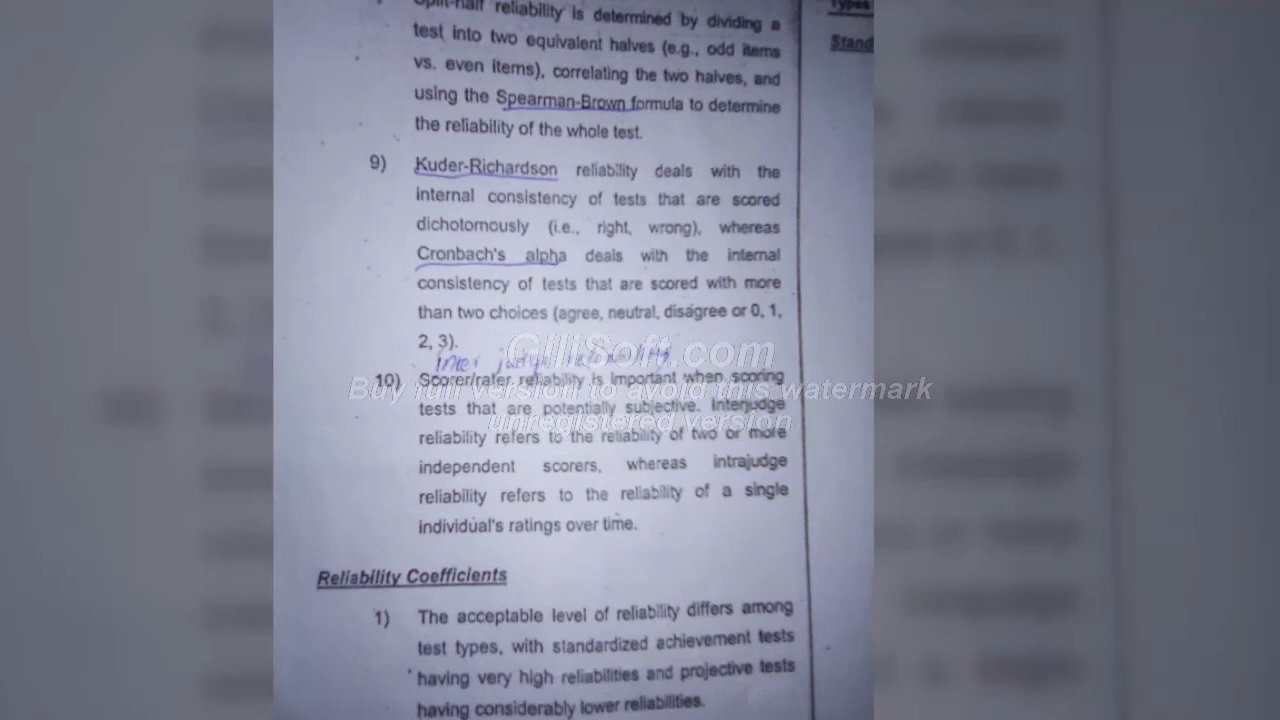 Split-half reliability is determined by dividing a
test into two equivalent halves (e.g., odd items
vs. even items), correlating the two halves, and
using the Spearman-Brown formula to determine
the reliability of the whole test.
9) Kuder-Richardson reliability deals with the
internal consistency of tests that are scored
dichotomously (i.e., right, wrong), whereas
Cronbach's alpha deals with the internal
consistency of tests that are scored with more
than two choices (agree, neutral, disagree or 0, 1,
2, 3).
GiliSoft.com
10) Scorer/rater reliability is important when scoring
Buy full version to avoid this watermark
tests that are potentially subjective. Interjudge
unregistered version
reliability refers to the reliability of two or more
independent scorers, whereas intrajudge
reliability refers to the reliability of a single
individual's ratings over time.
Reliability Coefficients
1) The acceptable level of reliability differs among
test types, with standardized achievement tests
having very high reliabilities and projective tests
having considerably lower reliabilities.
Types
Stand